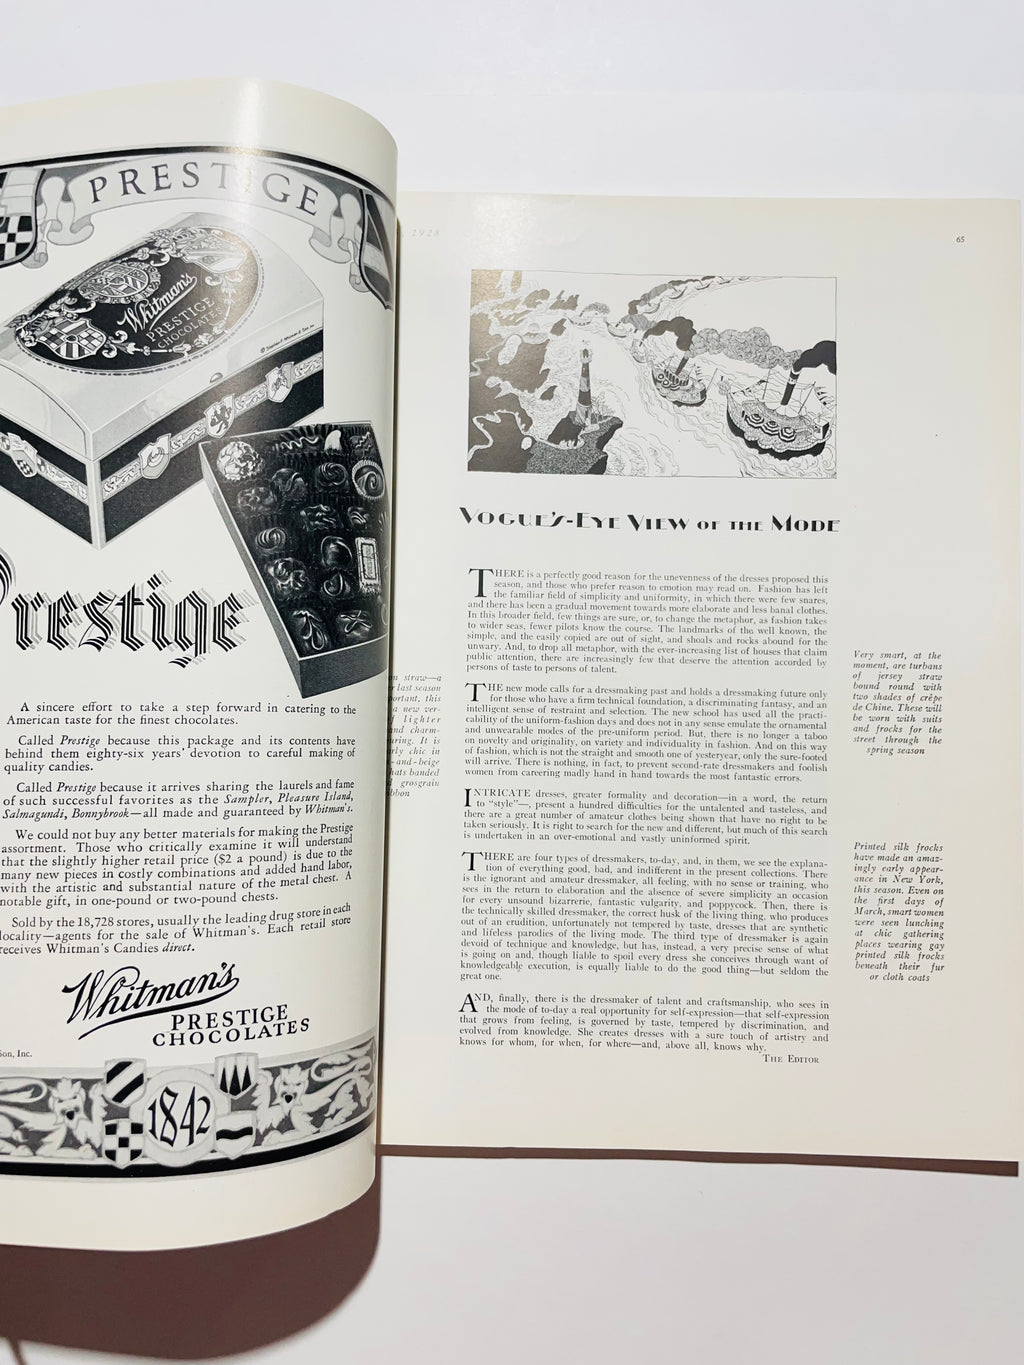 PRESTIGE
Whitman's
PRESTIGE
CHOCOLATES
Prestige
A sincere effort to take a step forward in catering to the
American taste for the finest chocolates.
Called Prestige because this package and its contents have
behind them eighty-six years' devotion to careful making of
quality candies.
Called Prestige because it arrives sharing the laurels and fame
of such successful favorites as the Sampler, Pleasure Island,
Salmagundi, Bonnybrook—all made and guaranteed by Whitman's.
We could not buy any better materials for making the Prestige
assortment. Those who critically examine it will understand
that the slightly higher retail price ($2 a pound) is due to the
many new pieces in costly combinations and added hand labor,
with the artistic and substantial nature of the metal chest. A
notable gift, in one-pound or two-pound chests.
Sold by the 18,728 stores, usually the leading drug store in each
locality—agents for the sale of Whitman's. Each retail store
receives Whitman's Candies direct.
Whitman's
PRESTIGE
CHOCOLATES
Son, Inc.
1842
1928
65
VOGUE'S-EYE VIEW OF THE MODE
THERE is a perfectly good reason for the unevenness of the dresses proposed this
season, and those who prefer reason to emotion may read on. Fashion has left
the familiar field of simplicity and uniformity, in which there were few snares,
and there has been a gradual movement towards more elaborate and less banal clothes.
In this broader field, few things are sure, or, to change the metaphor, as fashion takes
to wider seas, fewer pilots know the course. The landmarks of the well known, the
simple, and the easily copied are out of sight, and shoals and rocks abound for the
unwary. And, to drop all metaphor, with the ever-increasing list of houses that claim
public attention, there are increasingly few that deserve the attention accorded by
persons of taste to persons of talent.
THE new mode calls for a dressmaking past and holds a dressmaking future only
for those who have a firm technical foundation, a discriminating fantasy, and an
intelligent sense of restraint and selection. The new school has used all the practi-
cability of the uniform-fashion days and does not in any sense emulate the ornamental
and unwearable modes of the pre-uniform period. But, there is no longer a taboo
on novelty and originality, on variety and individuality in fashion. And on this way
of fashion, which is not the straight and smooth one of yesteryear, only the sure-footed
will arrive. There is nothing, in fact, to prevent second-rate dressmakers and foolish
women from careering madly hand in hand towards the most fantastic errors.
INTRICATE dresses, greater formality and decoration—in a word, the return
to "style"—, present a hundred difficulties for the untalented and tasteless, and
there are a great number of amateur clothes being shown that have no right to be
taken seriously. It is right to search for the new and different, but much of this search
is undertaken in an over-emotional and vastly uninformed spirit.
THERE are four types of dressmakers, to-day, and, in them, we see the explana-
tion of everything good, bad, and indifferent in the present collections. There
is the ignorant and amateur dressmaker, all feeling, with no sense or training, who
sees in the return to elaboration and the absence of severe simplicity an occasion
for every unsound bizarrerie, fantastic vulgarity, and poppycock. Then, there is
the technically skilled dressmaker, the correct husk of the living thing, who produces
out of an erudition, unfortunately not tempered by taste, dresses that are synthetic
and lifeless parodies of the living mode. The third type of dressmaker is again
devoid of technique and knowledge, but has, instead, a very precise sense of what
is going on and, though liable to spoil every dress she conceives through want of
knowledgeable execution, is equally liable to do the good thing—but seldom the
great one.
AND, finally, there is the dressmaker of talent and craftsmanship, who sees in
the mode of to-day a real opportunity for self-expression—that self-expression
that grows from feeling, is governed by taste, tempered by discrimination, and
evolved from knowledge. She creates dresses with a sure touch of artistry and
knows for whom, for when, for where—and, above all, knows why.
THE EDITOR
straw—a
last season
this
a new ver-
lighter
charm-
It is
chic in
and-beige
hats banded
grosgrain
Very smart, at the
moment, are turbans
of jersey straw
bound round with
two shades of crêpe
de Chine. These will
be worn with suits
and frocks for the
street through the
spring season
Printed silk frocks
have made an amaz-
ingly early appear-
ance in New York,
this season. Even on
the first days of
March, smart women
were seen lunching
at chic gathering
places wearing gay
printed silk frocks
beneath their fur
or cloth coats